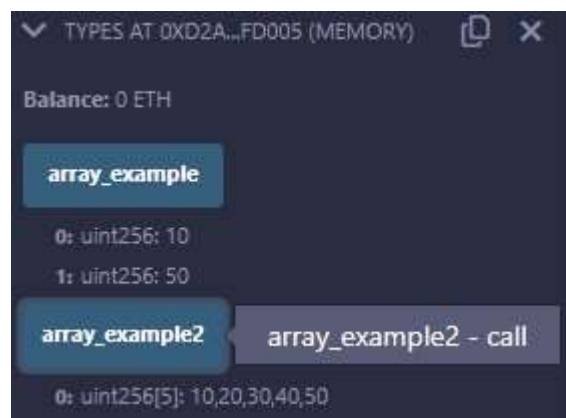 TYPES AT 0XD2A...FD005 (MEMORY)
Balance: 0 ETH
array_example
0: uint256: 10
1: uint256: 50
array_example2
array_example2 - call
0: uint256[5]: 10,20,30,40,50